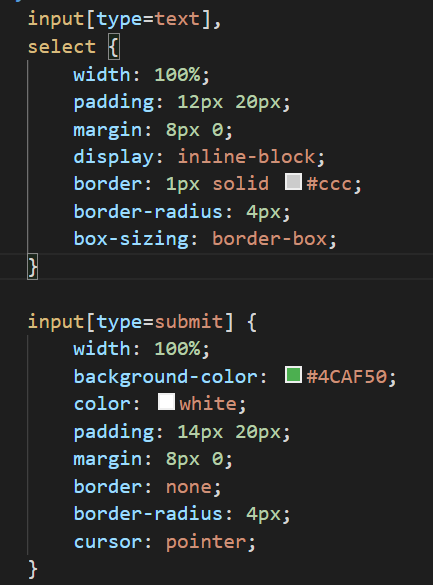 input[type=text],
select {
    width: 100%;
    padding: 12px 20px;
    margin: 8px 0;
    display: inline-block;
    border: 1px solid #ccc;
    border-radius: 4px;
    box-sizing: border-box;
}

input[type=submit] {
    width: 100%;
    background-color: #4CAF50;
    color: white;
    padding: 14px 20px;
    margin: 8px 0;
    border: none;
    border-radius: 4px;
    cursor: pointer;
}